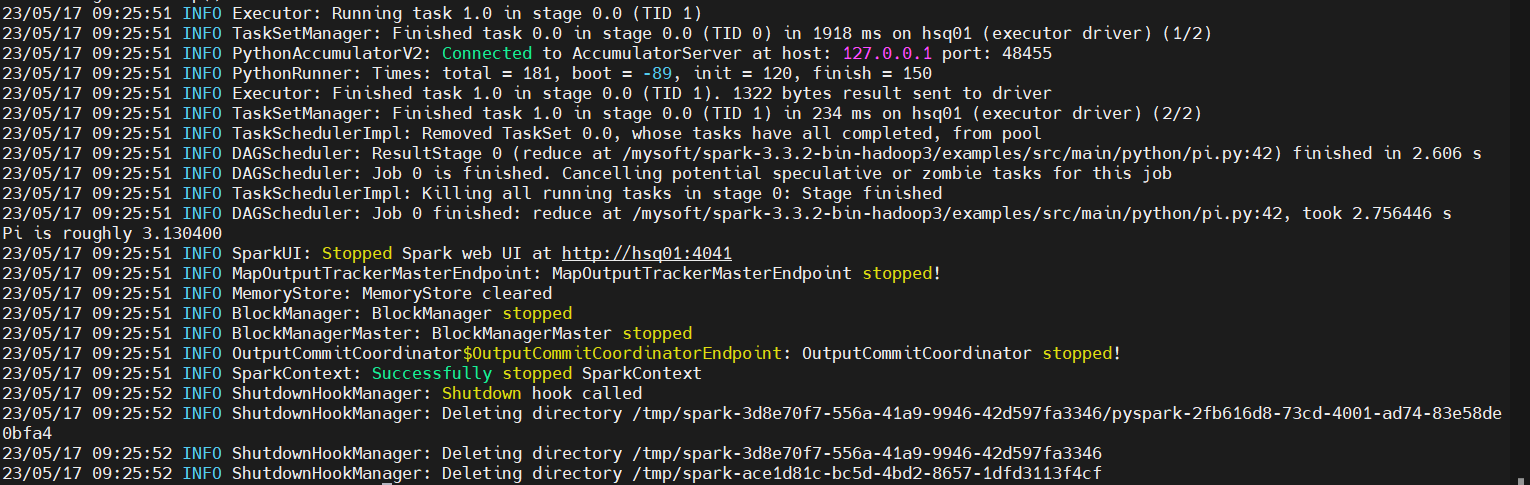 23/05/17 09:25:51 INFO Executor: Running task 1.0 in stage 0.0 (TID 1)
23/05/17 09:25:51 INFO TaskSetManager: Finished task 0.0 in stage 0.0 (TID 0) in 1918 ms on hsq01 (executor driver) (1/2)
23/05/17 09:25:51 INFO PythonAccumulatorV2: Connected to AccumulatorServer at host: 127.0.0.1 port: 48455
23/05/17 09:25:51 INFO PythonRunner: Times: total = 181, boot = -89, init = 120, finish = 150
23/05/17 09:25:51 INFO Executor: Finished task 1.0 in stage 0.0 (TID 1). 1322 bytes result sent to driver
23/05/17 09:25:51 INFO TaskSetManager: Finished task 1.0 in stage 0.0 (TID 1) in 234 ms on hsq01 (executor driver) (2/2)
23/05/17 09:25:51 INFO TaskSchedulerImpl: Removed TaskSet 0.0, whose tasks have all completed, from pool
23/05/17 09:25:51 INFO DAGScheduler: ResultStage 0 (reduce at /mysoft/spark-3.3.2-bin-hadoop3/examples/src/main/python/pi.py:42) finished in 2.606 s
23/05/17 09:25:51 INFO DAGScheduler: Job 0 is finished. Cancelling potential speculative or zombie tasks for this job
23/05/17 09:25:51 INFO TaskSchedulerImpl: Killing all running tasks in stage 0: Stage finished
23/05/17 09:25:51 INFO DAGScheduler: Job 0 finished: reduce at /mysoft/spark-3.3.2-bin-hadoop3/examples/src/main/python/pi.py:42, took 2.756446 s
Pi is roughly 3.130400
23/05/17 09:25:51 INFO SparkUI: Stopped Spark web UI at http://hsq01:4041
23/05/17 09:25:51 INFO MapOutputTrackerMasterEndpoint: MapOutputTrackerMasterEndpoint stopped!
23/05/17 09:25:51 INFO MemoryStore: MemoryStore cleared
23/05/17 09:25:51 INFO BlockManager: BlockManager stopped
23/05/17 09:25:51 INFO BlockManagerMaster: BlockManagerMaster stopped
23/05/17 09:25:51 INFO OutputCommitCoordinator$OutputCommitCoordinatorEndpoint: OutputCommitCoordinator stopped!
23/05/17 09:25:51 INFO SparkContext: Successfully stopped SparkContext
23/05/17 09:25:52 INFO ShutdownHookManager: Shutdown hook called
23/05/17 09:25:52 INFO ShutdownHookManager: Deleting directory /tmp/spark-3d8e70f7-556a-41a9-9946-42d597fa3346/pyspark-2fb616d8-73cd-4001-ad74-83e58de
0bfa4
23/05/17 09:25:52 INFO ShutdownHookManager: Deleting directory /tmp/spark-3d8e70f7-556a-41a9-9946-42d597fa3346
23/05/17 09:25:52 INFO ShutdownHookManager: Deleting directory /tmp/spark-ace1d81c-bc5d-4bd2-8657-1dfd3113f4cf